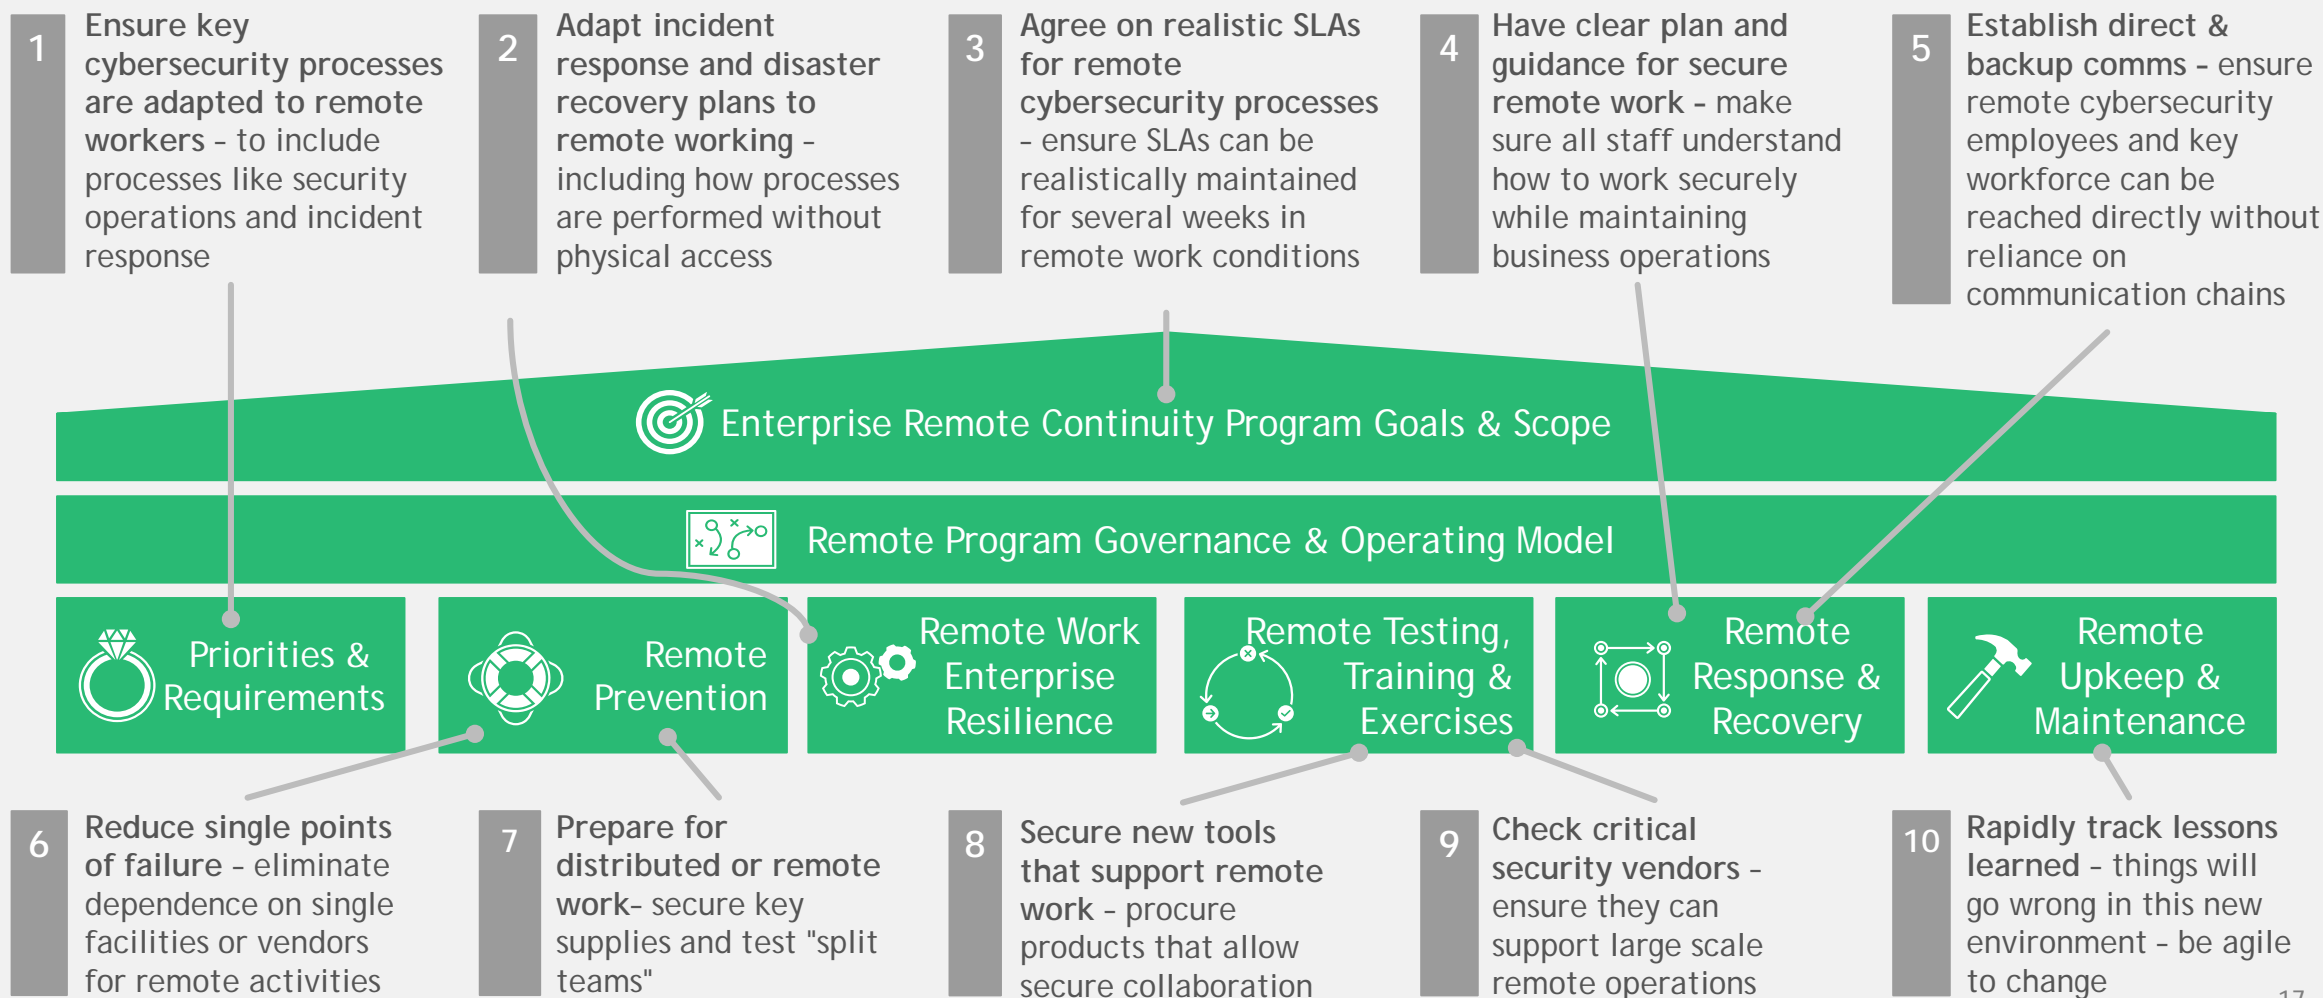 1
Ensure key
cybersecurity processes
are adapted to remote
workers – to include
processes like security
operations and incident
response
2
Adapt incident
response and disaster
recovery plans to
remote working –
including how processes
are performed without
physical access
3
Agree on realistic SLAs
for remote
cybersecurity processes
– ensure SLAs can be
realistically maintained
for several weeks in
remote work conditions
4
Have clear plan and
guidance for secure
remote work – make
sure all staff understand
how to work securely
while maintaining
business operations
5
Establish direct &
backup comms – ensure
remote cybersecurity
employees and key
workforce can be
reached directly without
reliance on
communication chains
Enterprise Remote Continuity Program Goals & Scope
Remote Program Governance & Operating Model
Priorities &
Requirements
Remote
Prevention
Remote Work
Enterprise
Resilience
Remote Testing,
Training &
Exercises
Remote
Response &
Recovery
Remote
Upkeep &
Maintenance
6
Reduce single points
of failure – eliminate
dependence on single
facilities or vendors
for remote activities
7
Prepare for
distributed or remote
work– secure key
supplies and test "split
teams"
8
Secure new tools
that support remote
work – procure
products that allow
secure collaboration
9
Check critical
security vendors –
ensure they can
support large scale
remote operations
10
Rapidly track lessons
learned – things will
go wrong in this new
environment – be agile
to change
17